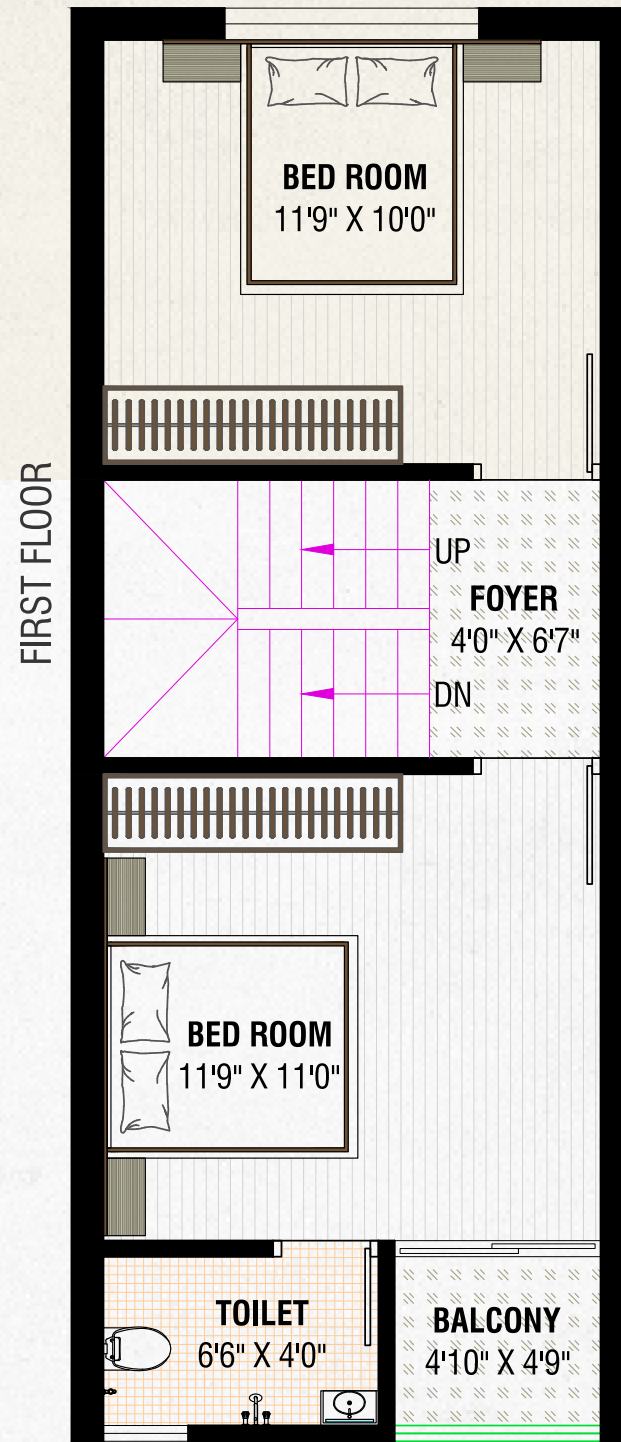 BED ROOM
11'9" X 10'0"
FIRST FLOOR
UP
FOYER
4'0" X 6'7"
DN
BED ROOM
11'9" X 11'0"
TOILET
6'6" X 4'0"
BALCONY
4'10" X 4'9"